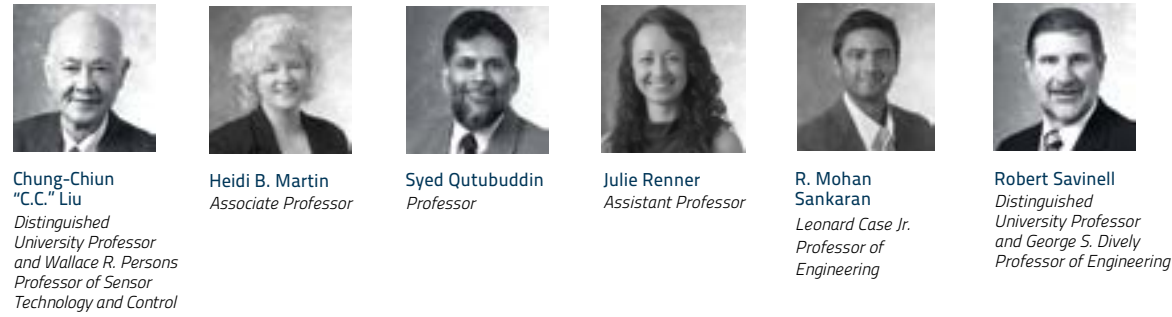 Chung-Chiun
“C.C.” Liu
Distinguished
University Professor
and Wallace R. Persons
Professor of Sensor
Technology and Control
Heidi B. Martin
Associate Professor
Syed Qutubuddin
Professor
Julie Renner
Assistant Professor
R. Mohan
Sankaran
Leonard Case Jr.
Professor of
Engineering
Robert Savinell
Distinguished
University Professor
and George S. Dively
Professor of Engineering